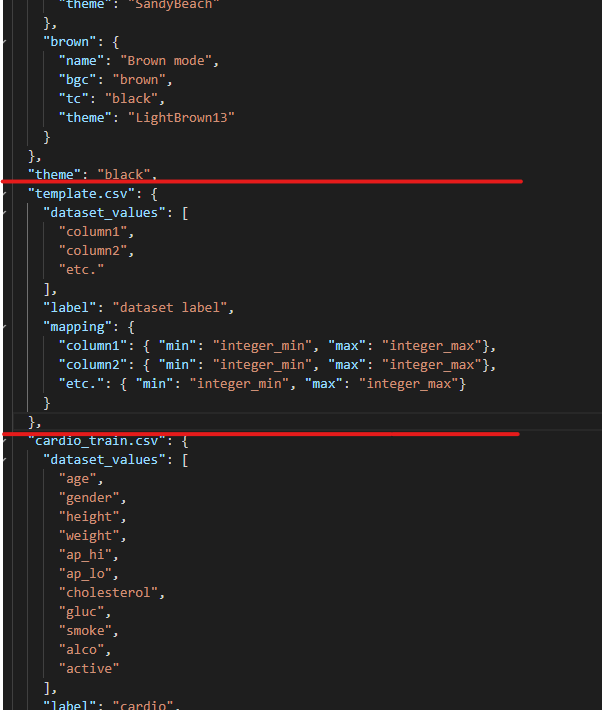 "theme": "SandyBeach"
},
"brown": {
"name": "Brown mode",
"bgc": "brown",
"tc": "black",
"theme": "LightBrown13"
}
},
"theme": "black",
"template.csv": {
"dataset_values": [
"column1",
"column2",
"etc."
],
"label": "dataset label",
"mapping": {
"column1": { "min": "integer_min", "max": "integer_max"},
"column2": { "min": "integer_min", "max": "integer_max"},
"etc.": { "min": "integer_min", "max": "integer_max"}
}
},
"cardio_train.csv": {
"dataset_values": [
"age",
"gender",
"height",
"weight",
"ap_hi",
"ap_lo",
"cholesterol",
"gluc",
"smoke",
"alco",
"active"
],
"label": "cardio",